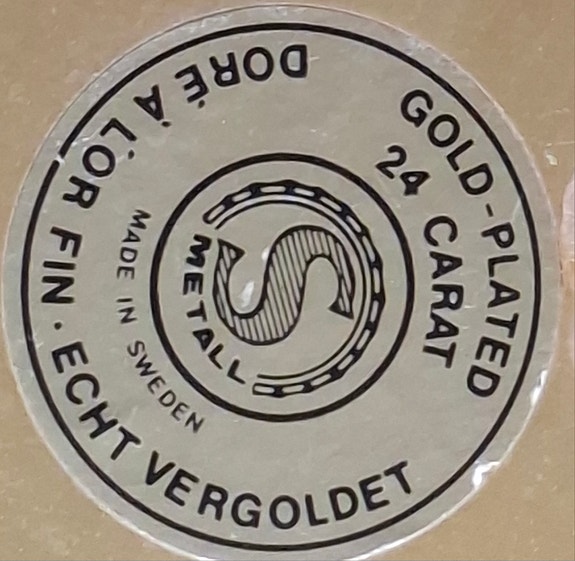 GOLD-PLATED
24 CARAT
DORÉ À L'OR FIN · ECHT VERGOLDET
MADE IN SWEDEN
S
METALL